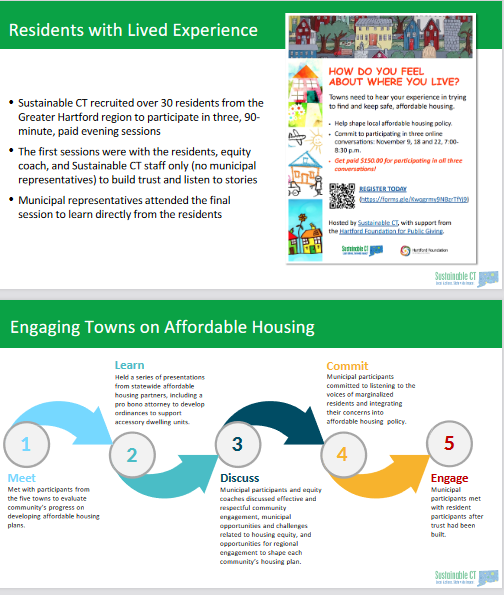 Residents with Lived Experience
• Sustainable CT recruited over 30 residents from the
Greater Hartford region to participate in three, 90-
minute, paid evening sessions
• The first sessions were with the residents, equity
coach, and Sustainable CT staff only (no municipal
representatives) to build trust and listen to stories
• Municipal representatives attended the final
session to learn directly from the residents
HOW DO YOU FEEL
ABOUT WHERE YOU LIVE?
Towns need to hear your experience in trying
to find and keep safe, affordable housing.
• Help shape local affordable housing policy.
• Commit to participating in three online
conversations: November 9, 18 and 22, 7:00-
8:30 p.m.
• Get paid $150.00 for participating in all three
conversations!
REGISTER TODAY
Hosted by Sustainable CT, with support from
the Hartford Foundation for Public Giving.
Sustainable CT
Hartford Foundation
Sustainable CT
Engaging Towns on Affordable Housing
1
Meet
Met with participants from
the five towns to evaluate
community's progress on
developing affordable housing
plans.
Learn
Held a series of presentations
from statewide affordable
housing partners, including a
pro bono attorney to develop
ordinances to support
accessory dwelling units.
2
3
Discuss
Municipal participants and equity
coaches discussed effective and
respectful community
engagement, municipal
opportunities and challenges
related to housing equity, and
opportunities for regional
engagement to shape each
community's housing plan.
Commit
Municipal participants
committed to listening to the
voices of marginalized
residents and integrating
their concerns into
affordable housing policy.
4
5
Engage
Municipal
participants met
with resident
participants after
trust had been
built.
Sustainable CT